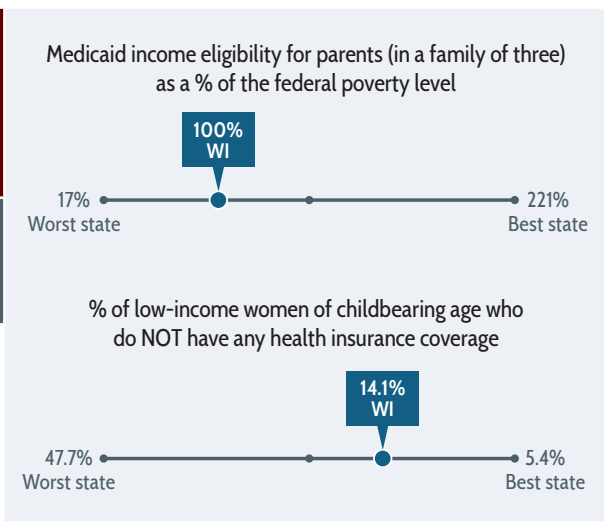 Medicaid income eligibility for parents (in a family of three)
as a % of the federal poverty level
100%
WI
17%
Worst state
221%
Best state
% of low-income women of childbearing age who
do NOT have any health insurance coverage
14.1%
WI
47.7%
Worst state
5.4%
Best state